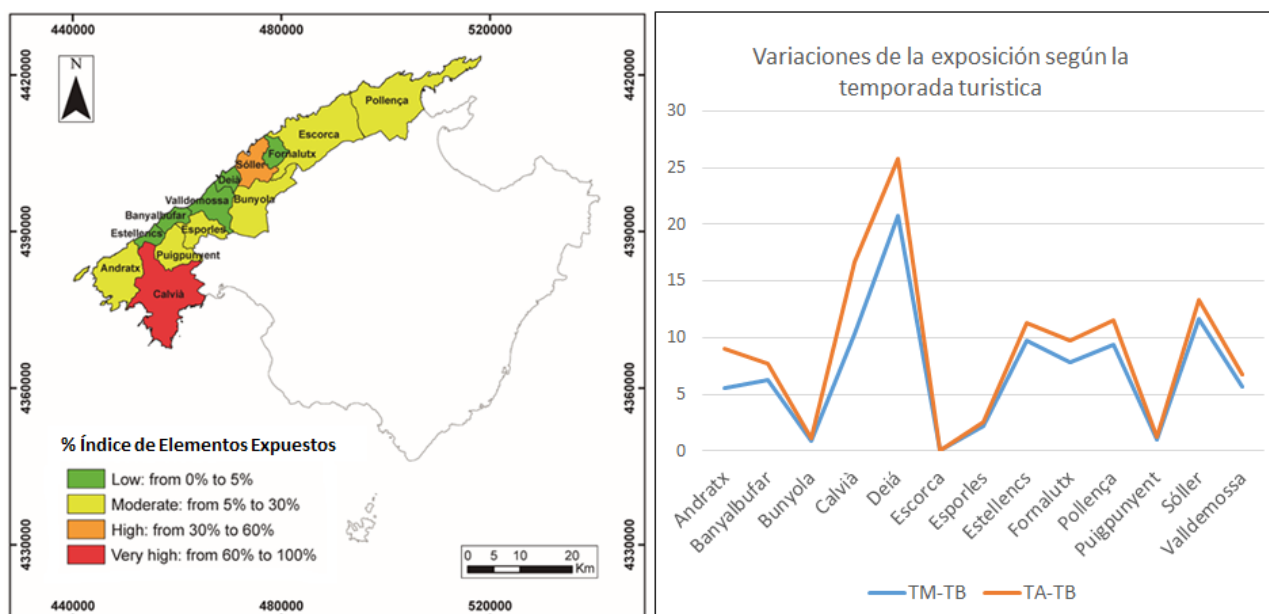 440000 480000 520000
N
4420000 4420000
4390000 4390000
4360000 4360000
4330000 4330000
Pollença
Escorca
Fornalutx
Sóller
Deià
Valldemossa
Bunyola
Banyalbufar
Esporles
Estellencs
Puigpunyent
Andratx
Calvià
% Índice de Elementos Expuestos
Low: from 0% to 5%
Moderate: from 5% to 30%
High: from 30% to 60%
Very high: from 60% to 100%
0 5 10 20
Km
440000 480000 520000
Variaciones de la exposición según la
temporada turistica
30
25
20
15
10
5
0
Andratx
Banyalbufar
Bunyola
Calvià
Deiá
Escorca
Esporles
Estellencs
Fornalutx
Pollença
Puigpunyent
Sóller
Valldemossa
TM-TB TA-TB